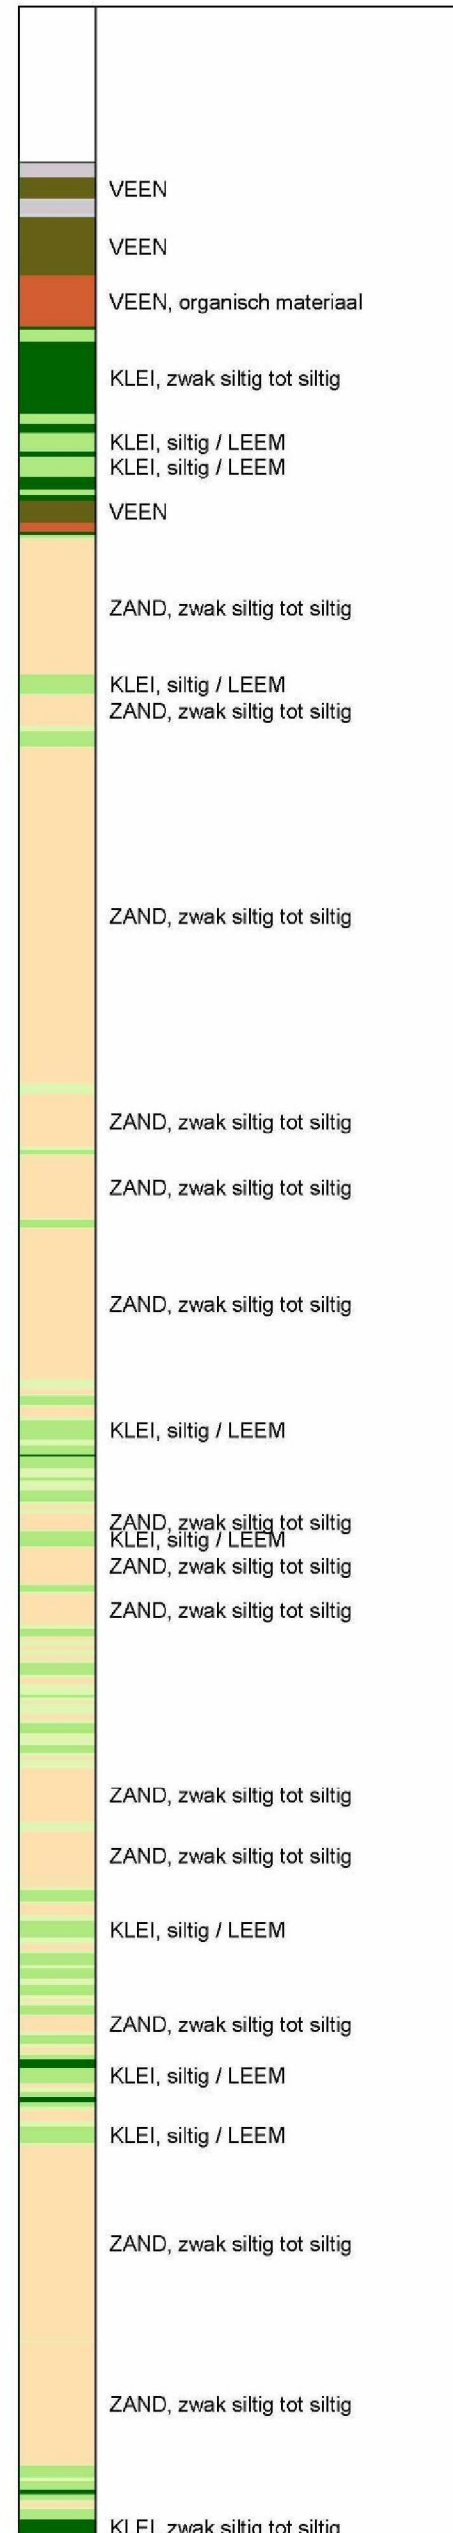 VEEN
VEEN
VEEN, organisch materiaal
KLEI, zwak siltig tot siltig
KLEI, siltig / LEEM
KLEI, siltig / LEEM
VEEN
ZAND, zwak siltig tot siltig
KLEI, siltig / LEEM
ZAND, zwak siltig tot siltig
ZAND, zwak siltig tot siltig
ZAND, zwak siltig tot siltig
ZAND, zwak siltig tot siltig
ZAND, zwak siltig tot siltig
KLEI, siltig / LEEM
ZAND, zwak siltig tot siltig
KLEI, siltig / LEEM
ZAND, zwak siltig tot siltig
ZAND, zwak siltig tot siltig
ZAND, zwak siltig tot siltig
ZAND, zwak siltig tot siltig
KLEI, siltig / LEEM
ZAND, zwak siltig tot siltig
KLEI, siltig / LEEM
KLEI, siltig / LEEM
ZAND, zwak siltig tot siltig
ZAND, zwak siltig tot siltig
KLEI, zwak siltig tot siltig